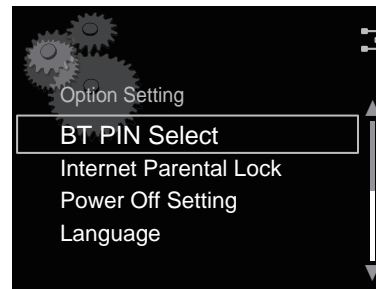 Option Setting
BT PIN Select
Internet Parental Lock
Power Off Setting
Language